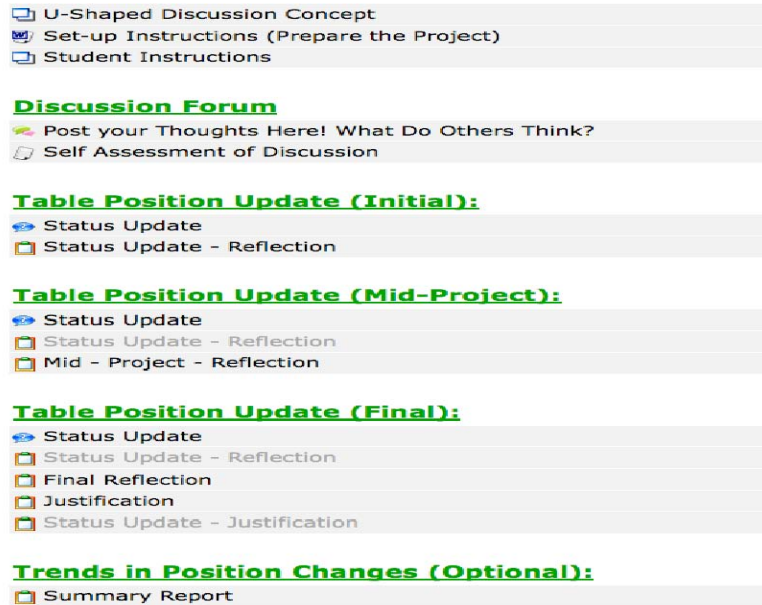 U-Shaped Discussion Concept
Set-up Instructions (Prepare the Project)
Student Instructions
Discussion Forum
Post your Thoughts Here! What Do Others Think?
Self Assessment of Discussion
Table Position Update (Initial):
Status Update
Status Update - Reflection
Table Position Update (Mid-Project):
Status Update
Status Update - Reflection
Mid - Project - Reflection
Table Position Update (Final):
Status Update
Status Update - Reflection
Final Reflection
Justification
Status Update - Justification
Trends in Position Changes (Optional):
Summary Report